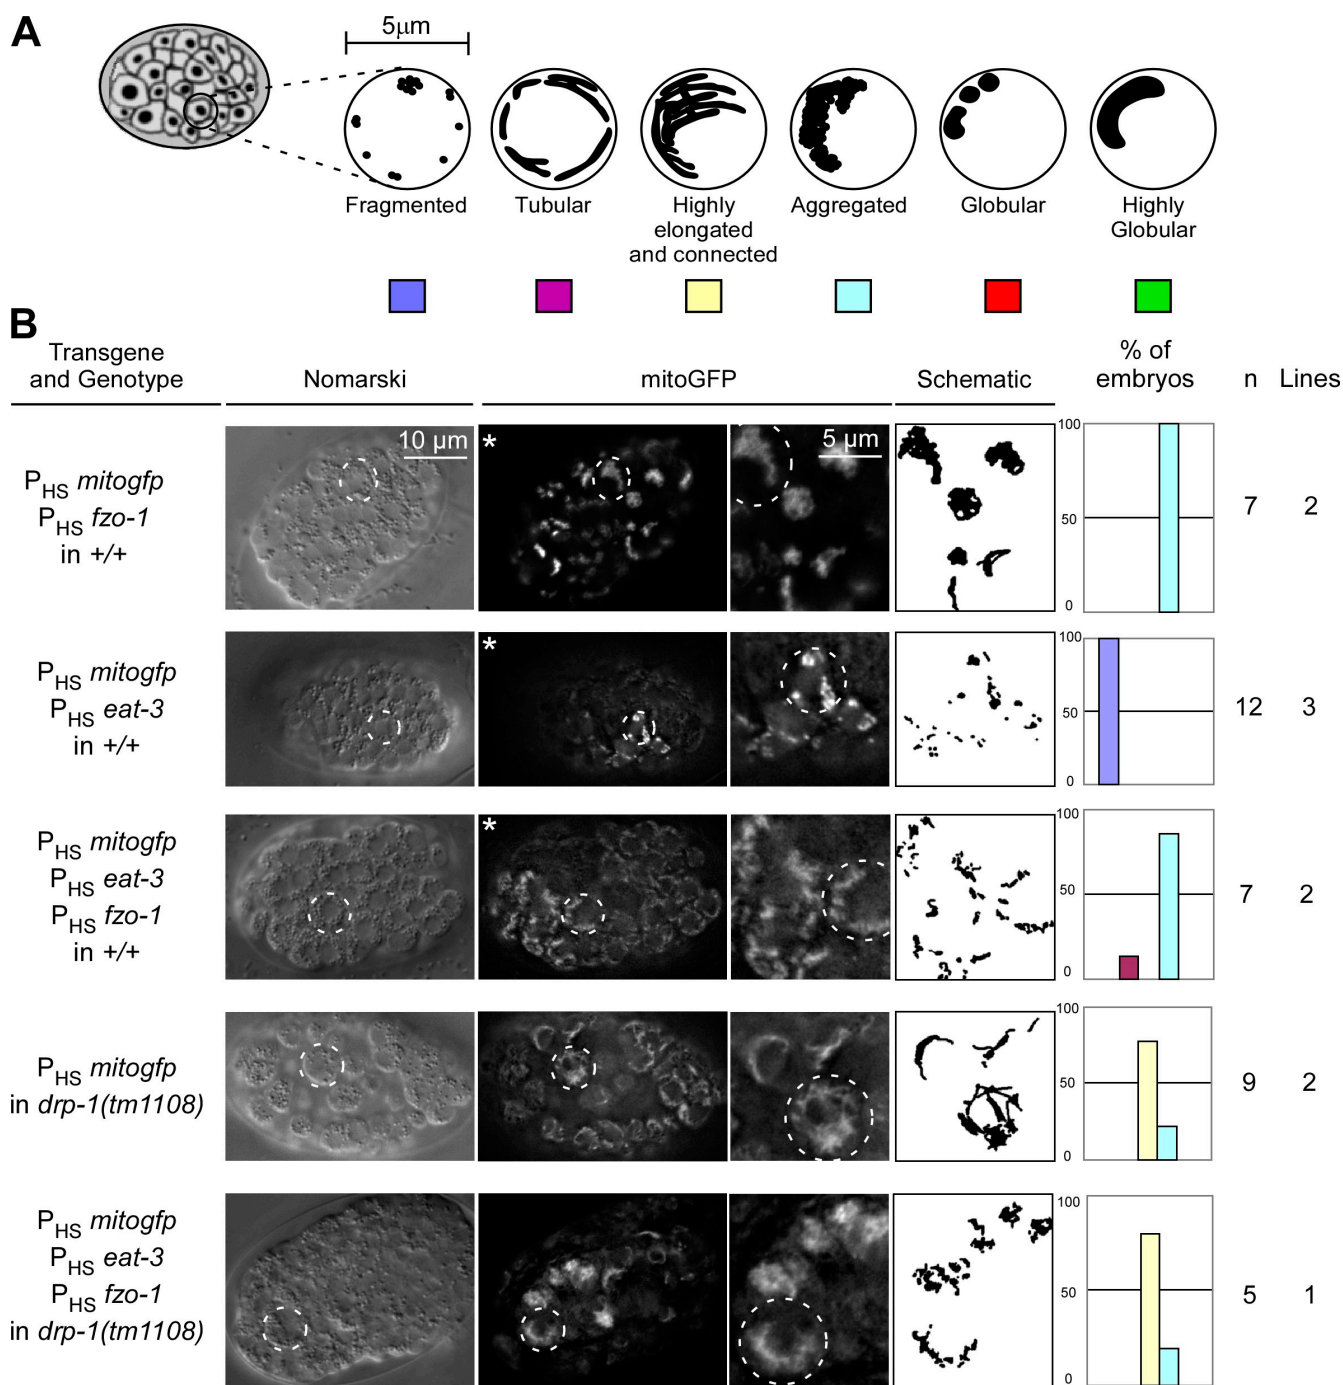 A
5μm
Fragmented
Tubular
Highly
elongated
and connected
Aggregated
Globular
Highly
Globular
B
Transgene
and Genotype
Nomarski
mitoGFP
Schematic
% of
embryos
n
Lines
PHS mitogfp
PHS fzo-1
in +/+
10 μm
*
5 μm
100
50
0
7
2
PHS mitogfp
PHS eat-3
in +/+
*
100
50
0
12
3
PHS mitogfp
PHS eat-3
PHS fzo-1
in +/+
*
100
50
0
7
2
PHS mitogfp
in drp-1(tm1108)
100
50
0
9
2
PHS mitogfp
PHS eat-3
PHS fzo-1
in drp-1(tm1108)
100
50
0
5
1